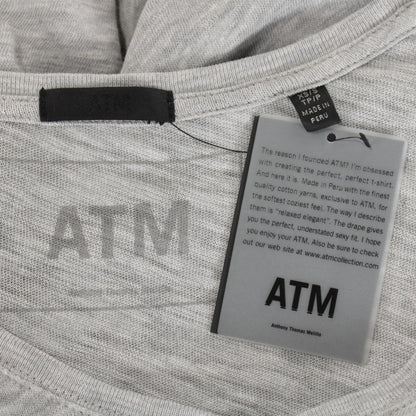 ATM
XS/S
TP/P
MADE IN
PERU
The reason I founded ATM? I'm obsessed
with creating the perfect, perfect t-shirt.
And here it is. Made in Peru with the finest
quality cotton yarns, exclusive to ATM, for
the softest coziest feel. The way I describe
them is "relaxed elegant". The drape gives
you the perfect, understated sexy fit. I hope
you enjoy your ATM. Also be sure to check
out our web site at www.atmcollection.com
ATM
Anthony Thomas Melillo
ATM